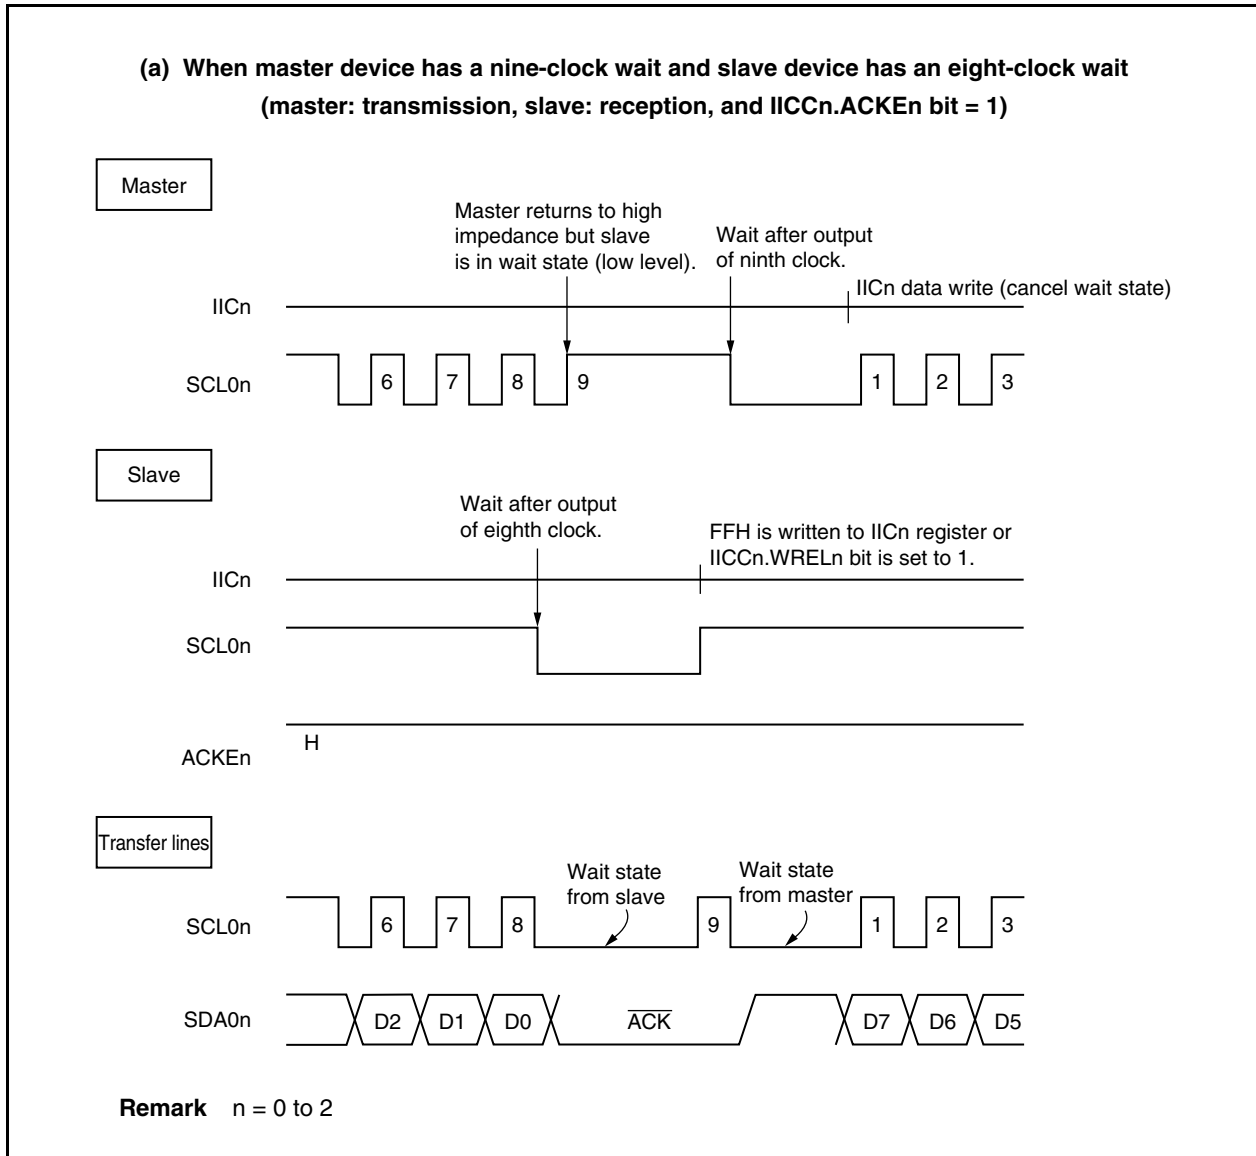 (a) When master device has a nine-clock wait and slave device has an eight-clock wait
(master: transmission, slave: reception, and IICCn.ACKEn bit = 1)
Master
Master returns to high
impedance but slave
is in wait state (low level).
Wait after output
of ninth clock.
IICn data write (cancel wait state)
IICn
SCL0n
6 7 8 9 1 2 3
Slave
Wait after output
of eighth clock.
FFH is written to IICn register or
IICCn.WRELn bit is set to 1.
IICn
SCL0n
H
ACKEn
Transfer lines
Wait state
from slave
Wait state
from master
SCL0n
6 7 8 9 1 2 3
SDA0n
D2 D1 D0 ACK D7 D6 D5
Remark n = 0 to 2